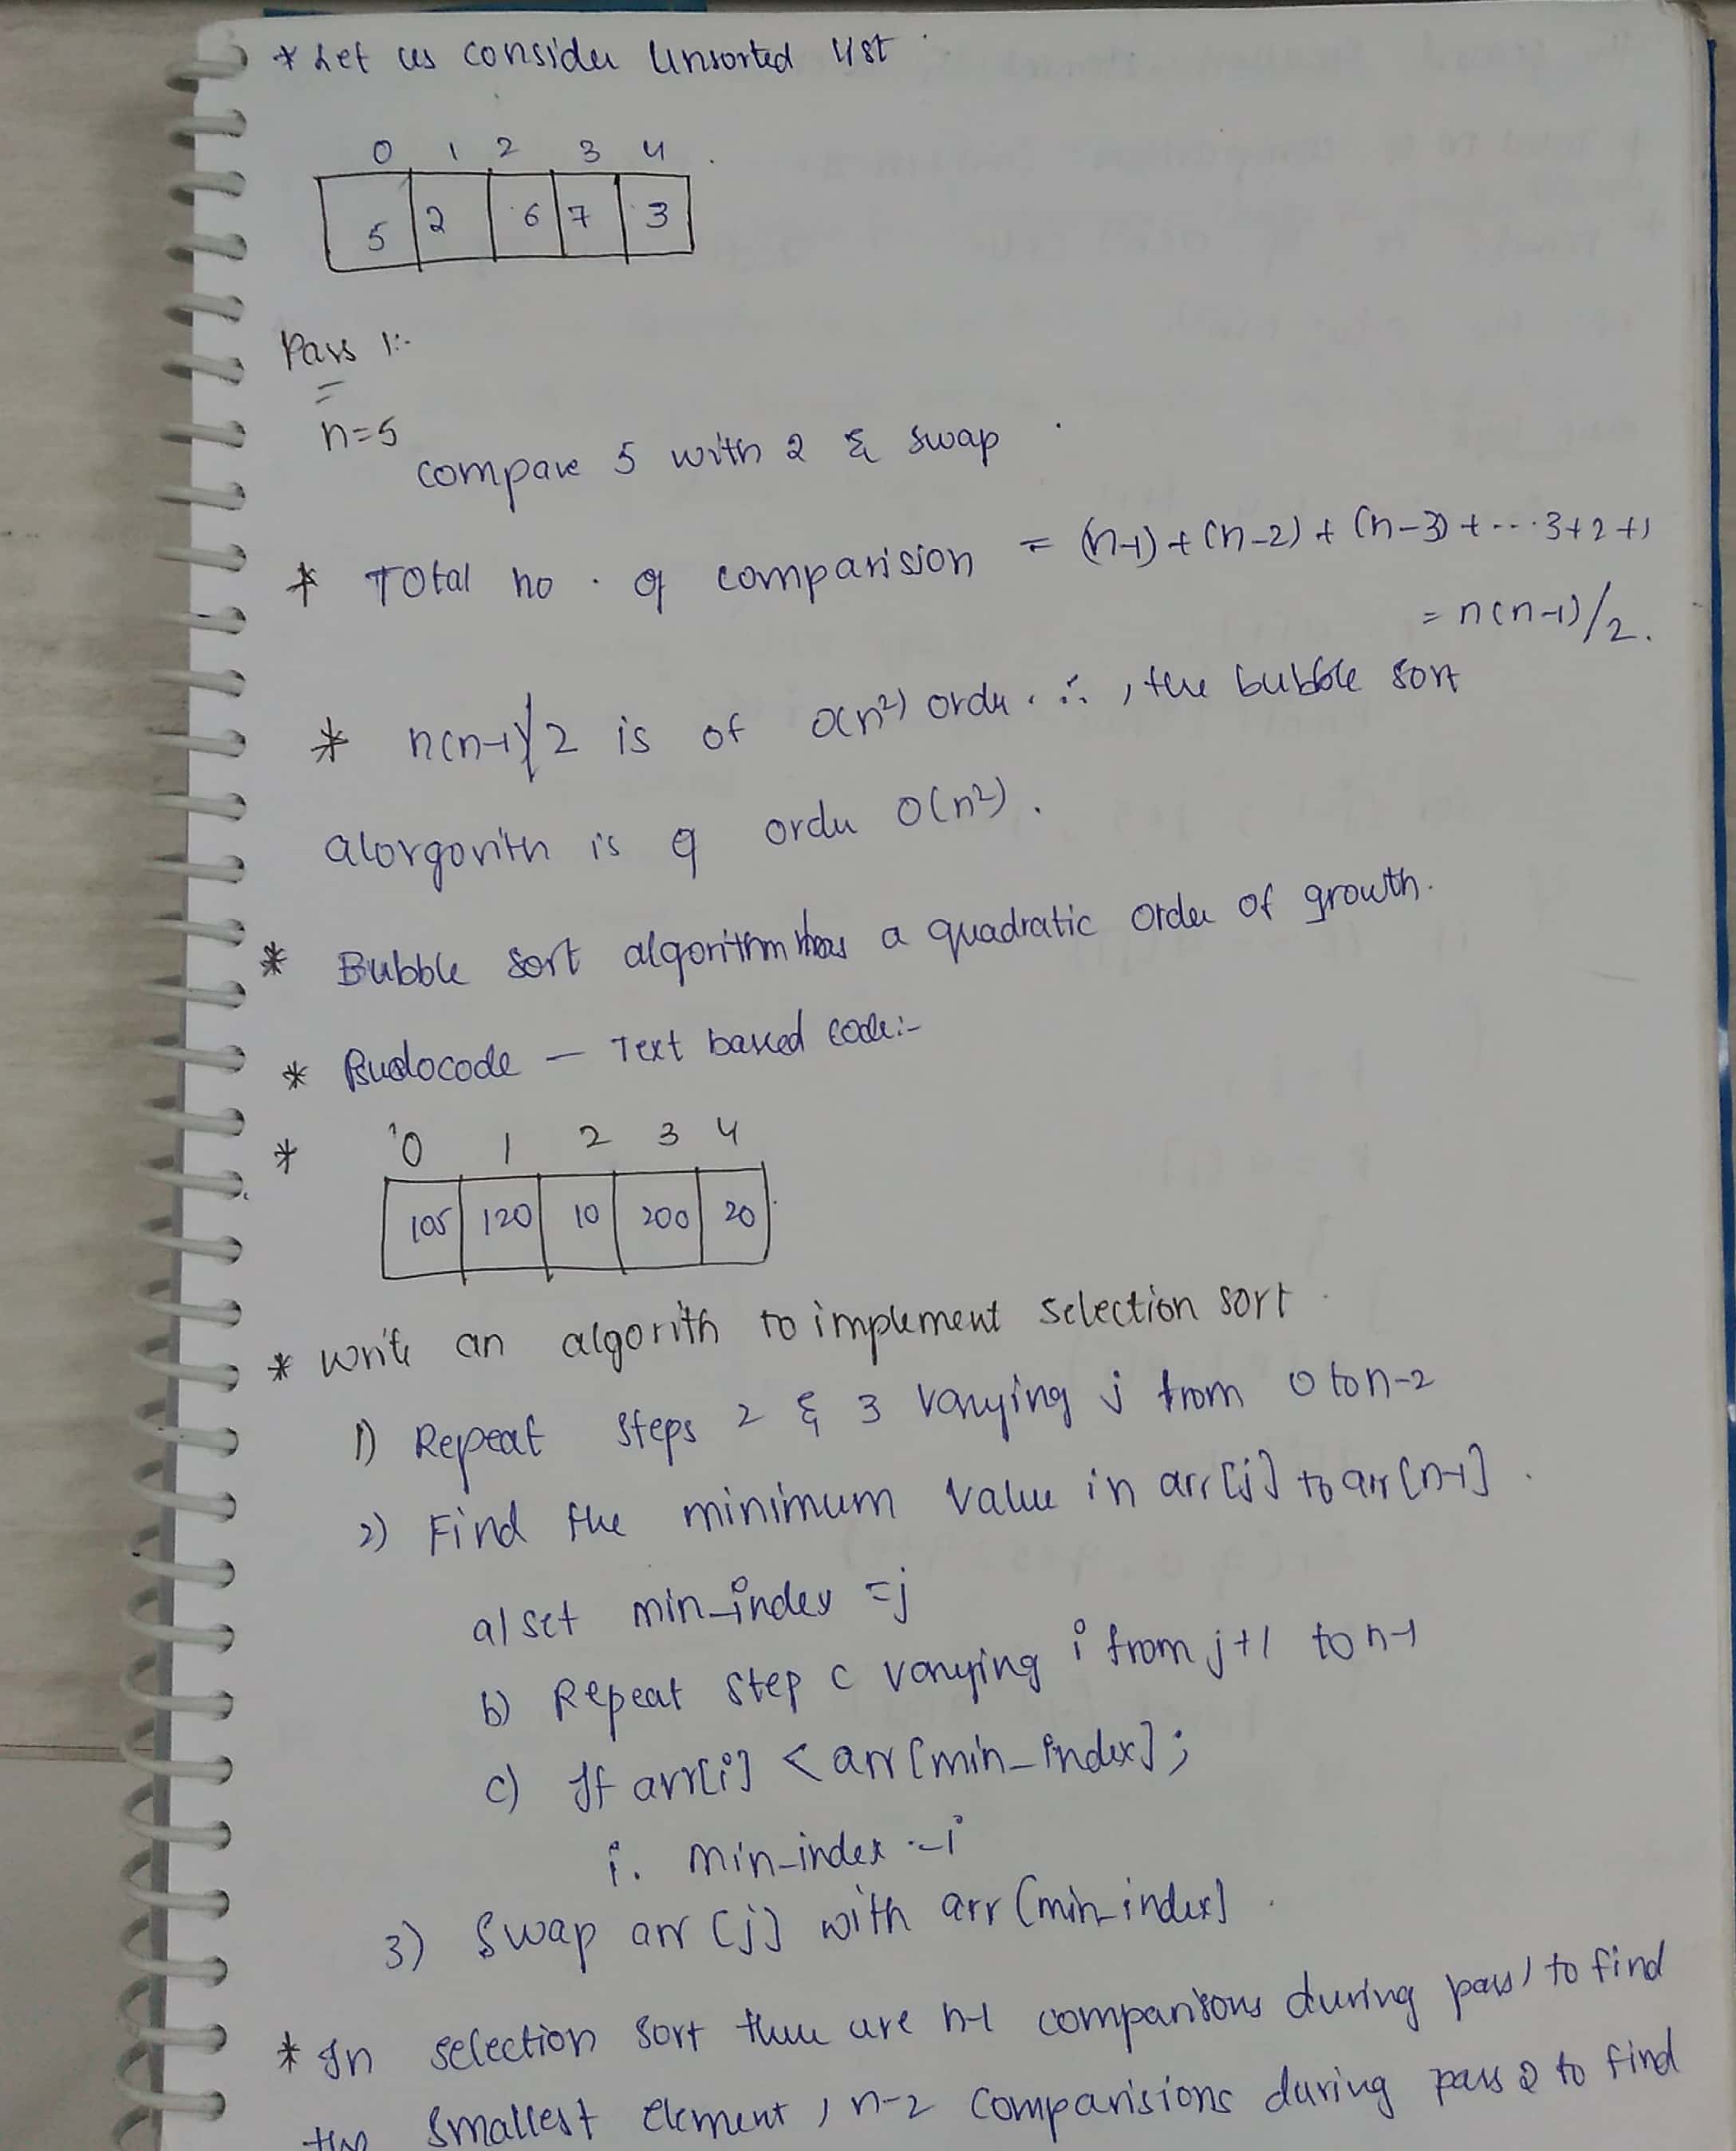 * Let us consider Unsorted list.
0 1 2 3 4
5 2 6 7 3
Pass 1:-
n=5
compare 5 with 2 & swap
* Total no. of comparision = (n-1)+(n-2)+(n-3)+...3+2+1
= n(n-1)/2.
* n(n-1)/2 is of O(n²) order. ∴, the bubble sort
alorgorith is of order O(n²).
* Bubble sort algorithm has a quadratic order of growth.
* Psudocode — Text based code:-
* 0 1 2 3 4
105 120 10 200 20
* write an algorith to implement selection sort.
1) Repeat steps 2 & 3 varying j from 0 to n-2
2) Find the minimum value in arr[j] to arr[n-1].
a) set min_index = j
b) Repeat step c varying i from j+1 to n-1
c) If arr[i] < arr[min_index];
i. min_index = i
3) Swap arr[j] with arr[min_index].
* In selection sort there are n-1 comparisons during pass 1 to find
the smallest element, n-2 comparisions during pass 2 to find